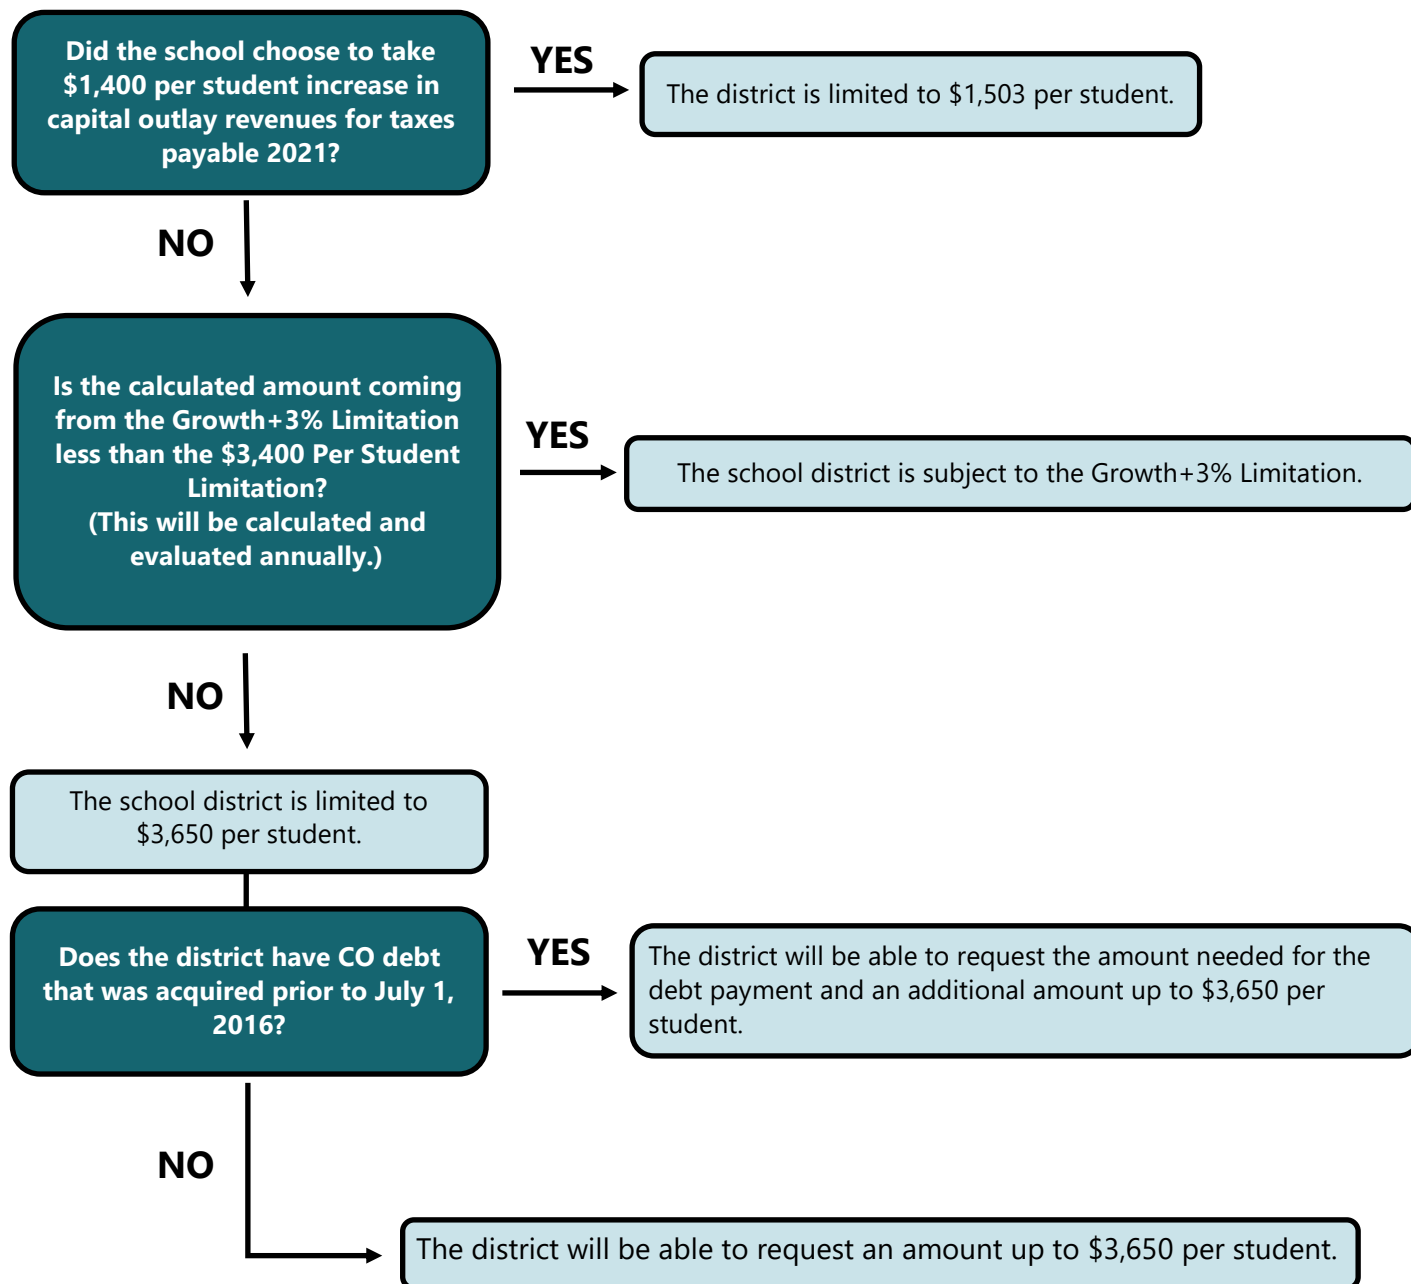 Did the school choose to take
$1,400 per student increase in
capital outlay revenues for taxes
payable 2021?
YES
The district is limited to $1,503 per student.
NO
Is the calculated amount coming
from the Growth+3% Limitation
less than the $3,400 Per Student
Limitation?
(This will be calculated and
evaluated annually.)
YES
The school district is subject to the Growth+3% Limitation.
NO
The school district is limited to
$3,650 per student.
Does the district have CO debt
that was acquired prior to July 1,
2016?
YES
The district will be able to request the amount needed for the
debt payment and an additional amount up to $3,650 per
student.
NO
The district will be able to request an amount up to $3,650 per student.